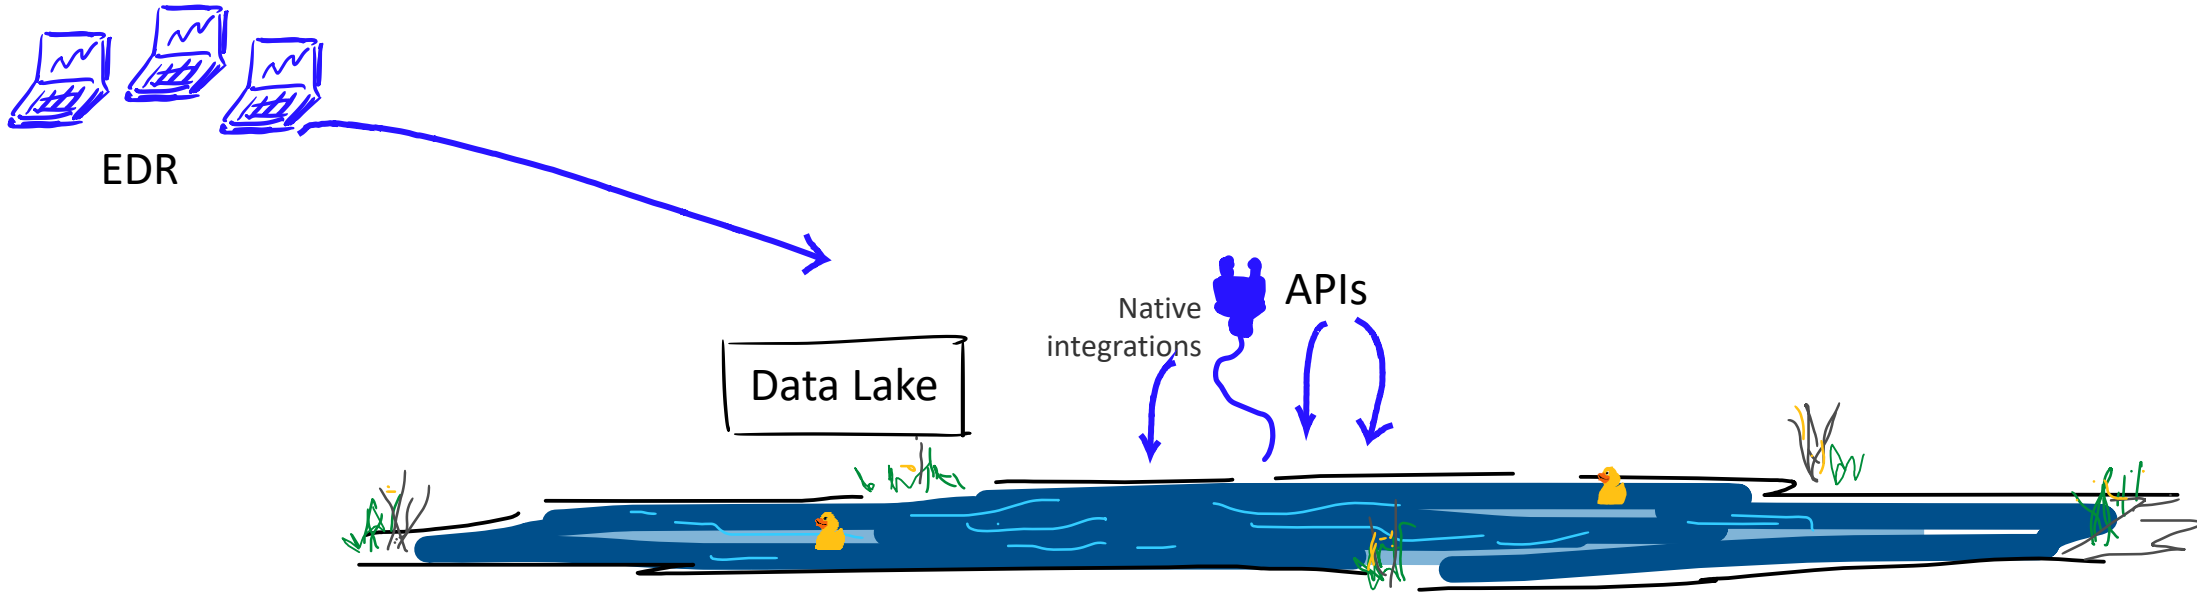 EDR
Native
integrations
APIs
Data Lake